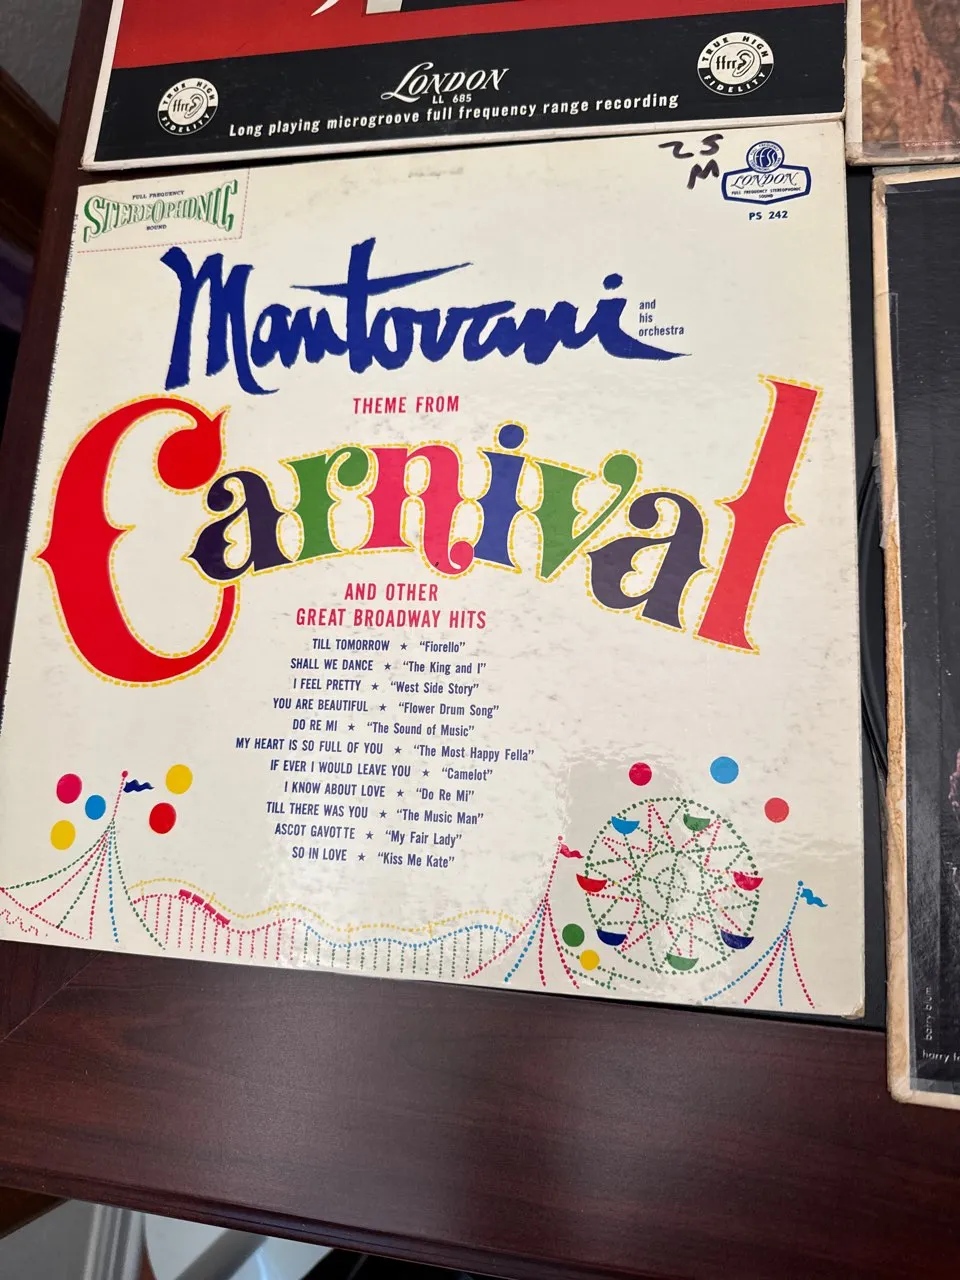 LONDON
LL 685
Long playing microgroove full frequency range recording
TRUE HIGH
ffrr
FIDELITY
TRUE HIGH
ffrr
FIDELITY
25
M
FULL FREQUENCY
STEREOPHONIC
SOUND
LONDON
FULL FREQUENCY STEREOPHONIC
SOUND
PS 242
Mantovani
and
his
orchestra
THEME FROM
Carnival
AND OTHER
GREAT BROADWAY HITS
TILL TOMORROW ★ "Fiorello"
SHALL WE DANCE ★ "The King and I"
I FEEL PRETTY ★ "West Side Story"
YOU ARE BEAUTIFUL ★ "Flower Drum Song"
DO RE MI ★ "The Sound of Music"
MY HEART IS SO FULL OF YOU ★ "The Most Happy Fella"
IF EVER I WOULD LEAVE YOU ★ "Camelot"
I KNOW ABOUT LOVE ★ "Do Re Mi"
TILL THERE WAS YOU ★ "The Music Man"
ASCOT GAVOTTE ★ "My Fair Lady"
SO IN LOVE ★ "Kiss Me Kate"
harry